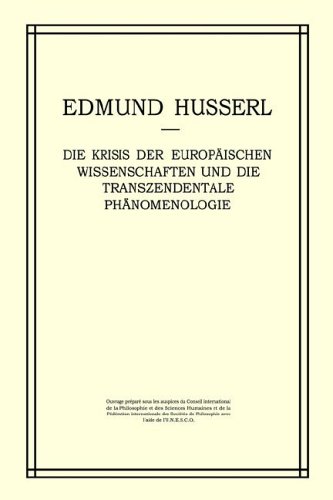 EDMUND HUSSERL
DIE KRISIS DER EUROPÄISCHEN
WISSENSCHAFTEN UND DIE
TRANSZENDENTALE
PHÄNOMENOLOGIE
Ouvrage préparé sous les auspices du Conseil International
de la Philosophie et des Sciences Humaines et de la
Fédération internationale des Sociétés de Philosophie avec
l'aide de l'U.N.E.S.C.O.